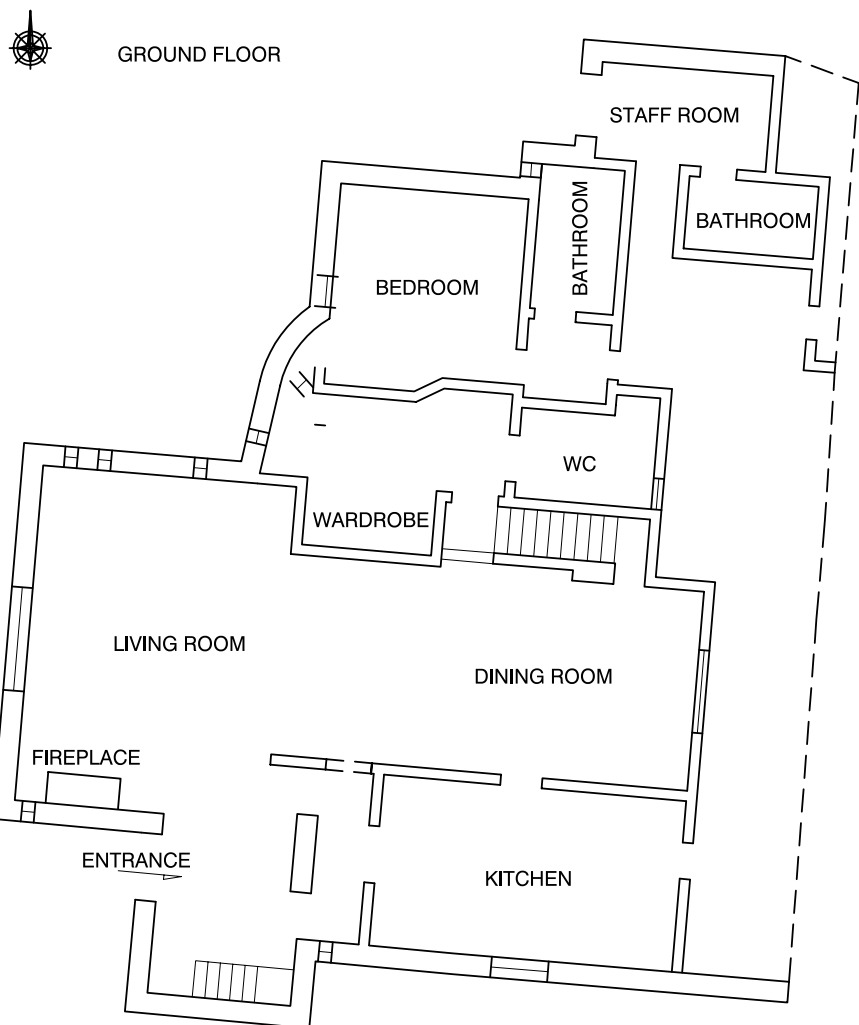 GROUND FLOOR
STAFF ROOM
BATHROOM
BATHROOM
BEDROOM
WC
WARDROBE
LIVING ROOM
DINING ROOM
FIREPLACE
ENTRANCE
KITCHEN